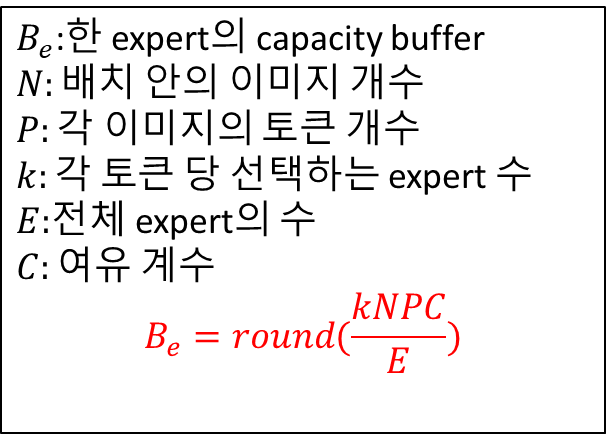 B_e:한 expert의 capacity buffer
N: 배치 안의 이미지 개수
P: 각 이미지의 토큰 개수
k: 각 토큰 당 선택하는 expert 수
E:전체 expert의 수
C: 여유 계수
B_e = round(\frac{kNPC}{E})